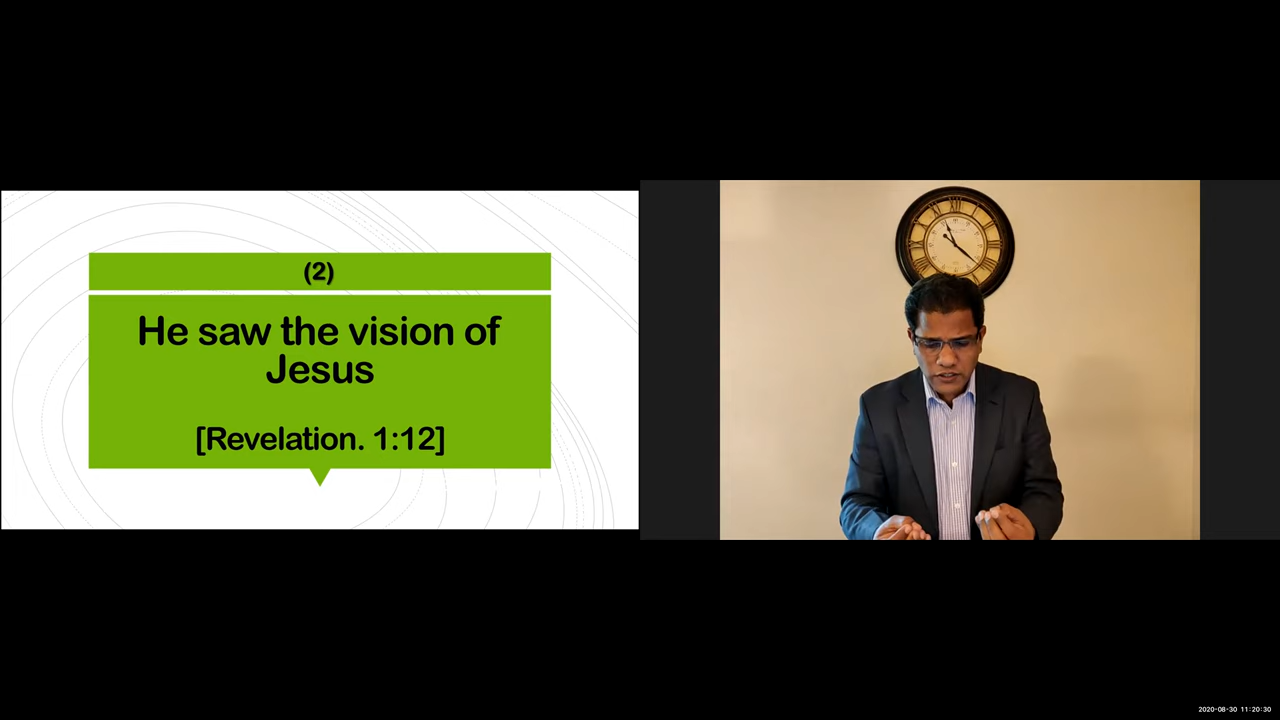 (2)
He saw the vision of
Jesus
[Revelation. 1:12]
2020-08-30 11:20:30